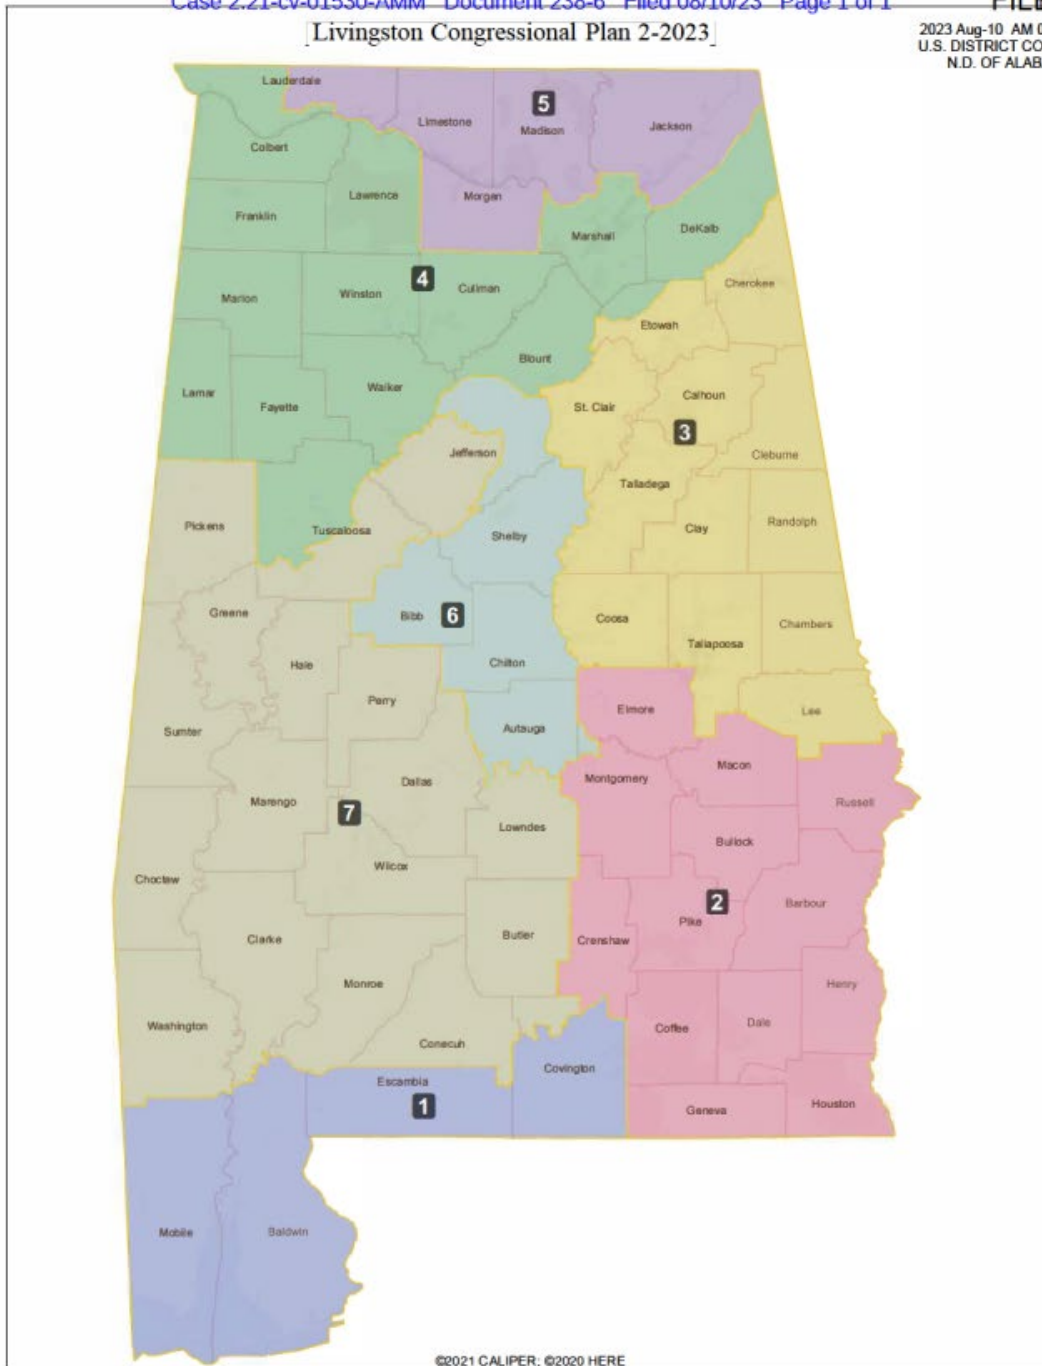 Case 2:21-cv-01530-AMM Document 238-6 Filed 08/10/23 Page 1 of 1
2023 Aug-10 AM
U.S. DISTRICT
N.D. OF
Livingston Congressional Plan 2-2023
Lauderdale
5
Limestone
Madison
Jackson
Colbert
Lawrence
Morgan
Franklin
Marshall
DeKalb
4
Cherokee
Marion
Winston
Cullman
Etowah
Blount
Lamar
Walker
Calhoun
Fayette
St. Clair
3
Jefferson
Cleburne
Talladega
Pickens
Tuscaloosa
Shelby
Clay
Randolph
Greene
Bibb
6
Coosa
Chambers
Tallapoosa
Hale
Chilton
Perry
Elmore
Lee
Sumter
Autauga
Macon
Dallas
Montgomery
Marengo
7
Russell
Lowndes
Bullock
Choctaw
Wilcox
2
Barbour
Clarke
Butler
Crenshaw
Pike
Monroe
Henry
Washington
Coffee
Dale
Conecuh
Covington
Escambia
1
Geneva
Houston
Mobile
Baldwin
©2021 CALIPER; ©2020 HERE